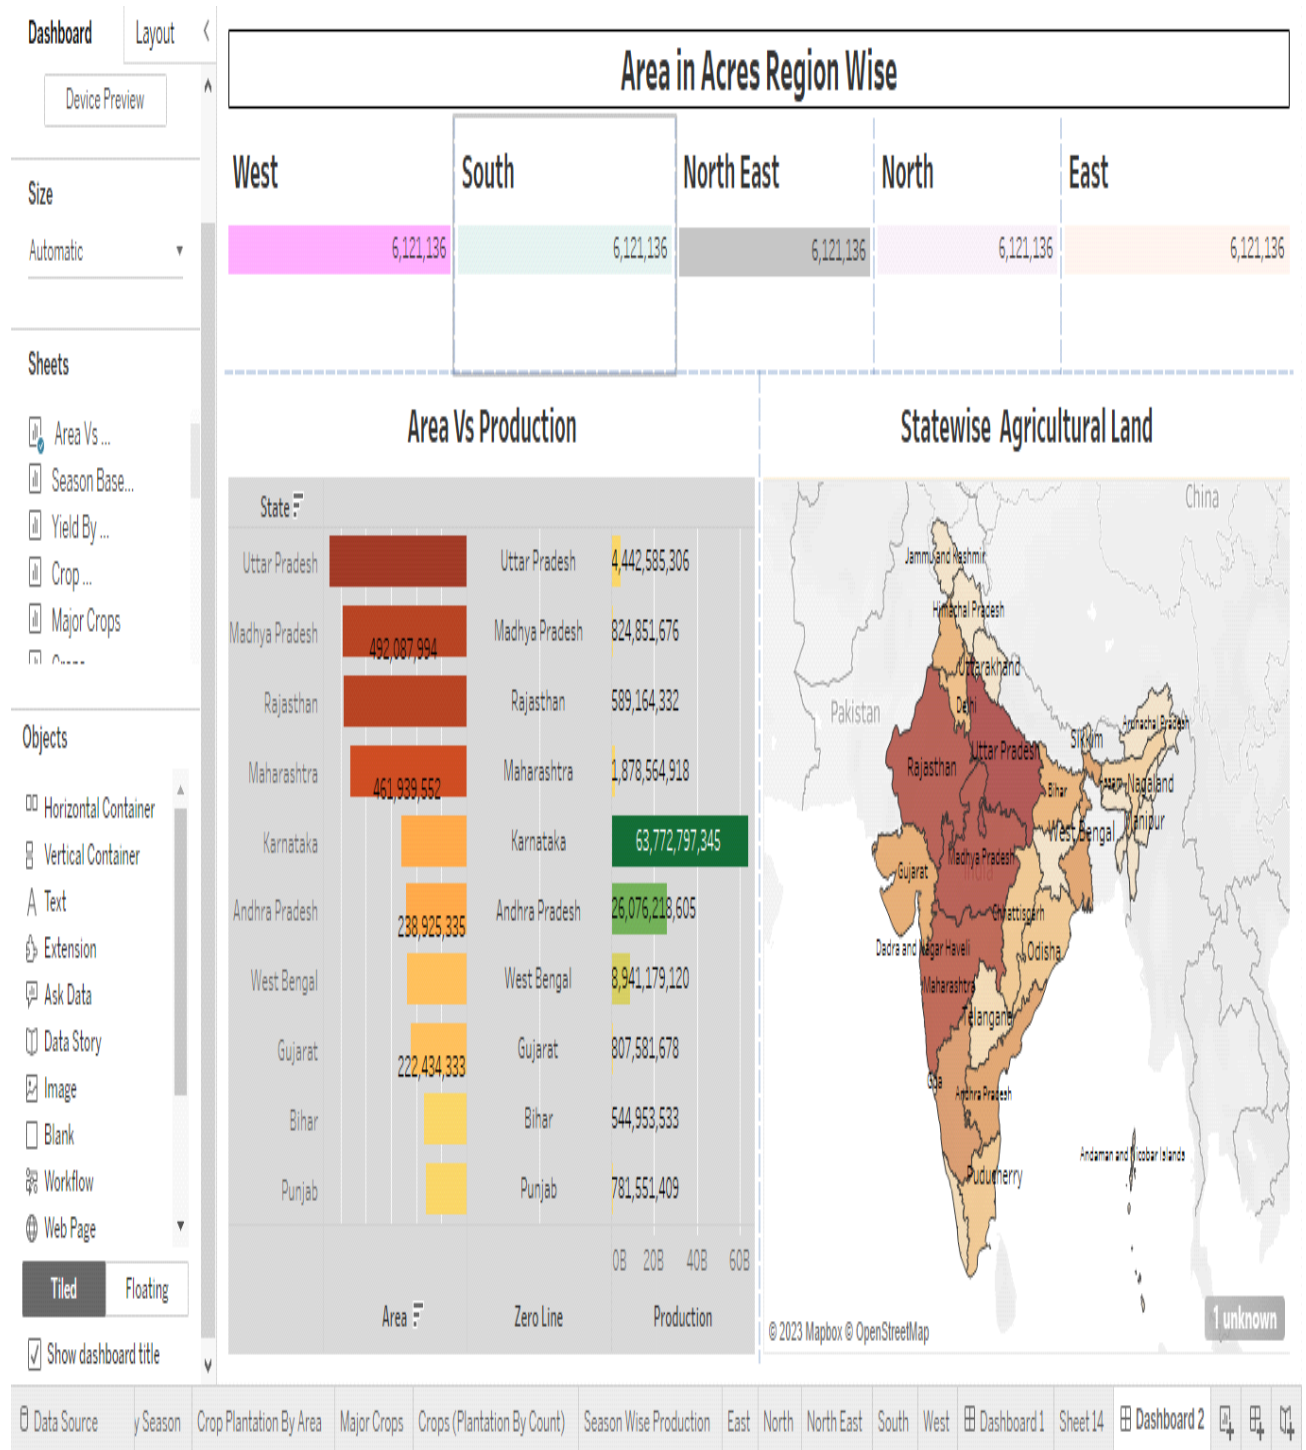 Dashboard
Layout
Device Preview
Size
Automatic
Sheets
Area Vs ...
Season Base...
Yield By ...
Crop ...
Major Crops
Objects
Horizontal Container
Vertical Container
Text
Extension
Ask Data
Data Story
Image
Blank
Workflow
Web Page
Tiled
Floating
Show dashboard title
Area in Acres Region Wise
West
South
North East
North
East
6,121,136
6,121,136
6,121,136
6,121,136
6,121,136
Area Vs Production
State
Uttar Pradesh
Uttar Pradesh
4,442,585,306
Madhya Pradesh
492,087,994
Madhya Pradesh
824,851,676
Rajasthan
Rajasthan
589,164,332
Maharashtra
461,939,552
Maharashtra
1,878,564,918
Karnataka
Karnataka
63,772,797,345
Andhra Pradesh
238,925,335
Andhra Pradesh
26,076,218,605
West Bengal
West Bengal
8,941,179,120
Gujarat
222,434,333
Gujarat
807,581,678
Bihar
Bihar
544,953,533
Punjab
Punjab
781,551,409
0B
20B
40B
60B
Area
Zero Line
Production
Statewise Agricultural Land
China
Jammu and Kashmir
Himachal Pradesh
Uttarakhand
Delhi
Pakistan
Arunachal Pradesh
Sikkim
Uttar Pradesh
Rajasthan
Bihar
Nagaland
Manipur
West Bengal
Madhya Pradesh
India
Gujarat
Chhattisgarh
Dadra and Nagar Haveli
Odisha
Maharashtra
Telangana
Goa
Andhra Pradesh
Andaman and Nicobar Islands
Puducherry
1 unknown
© 2023 Mapbox © OpenStreetMap
Data Source
y Season
Crop Plantation By Area
Major Crops
Crops (Plantation By Count)
Season Wise Production
East
North
North East
South
West
Dashboard 1
Sheet 14
Dashboard 2